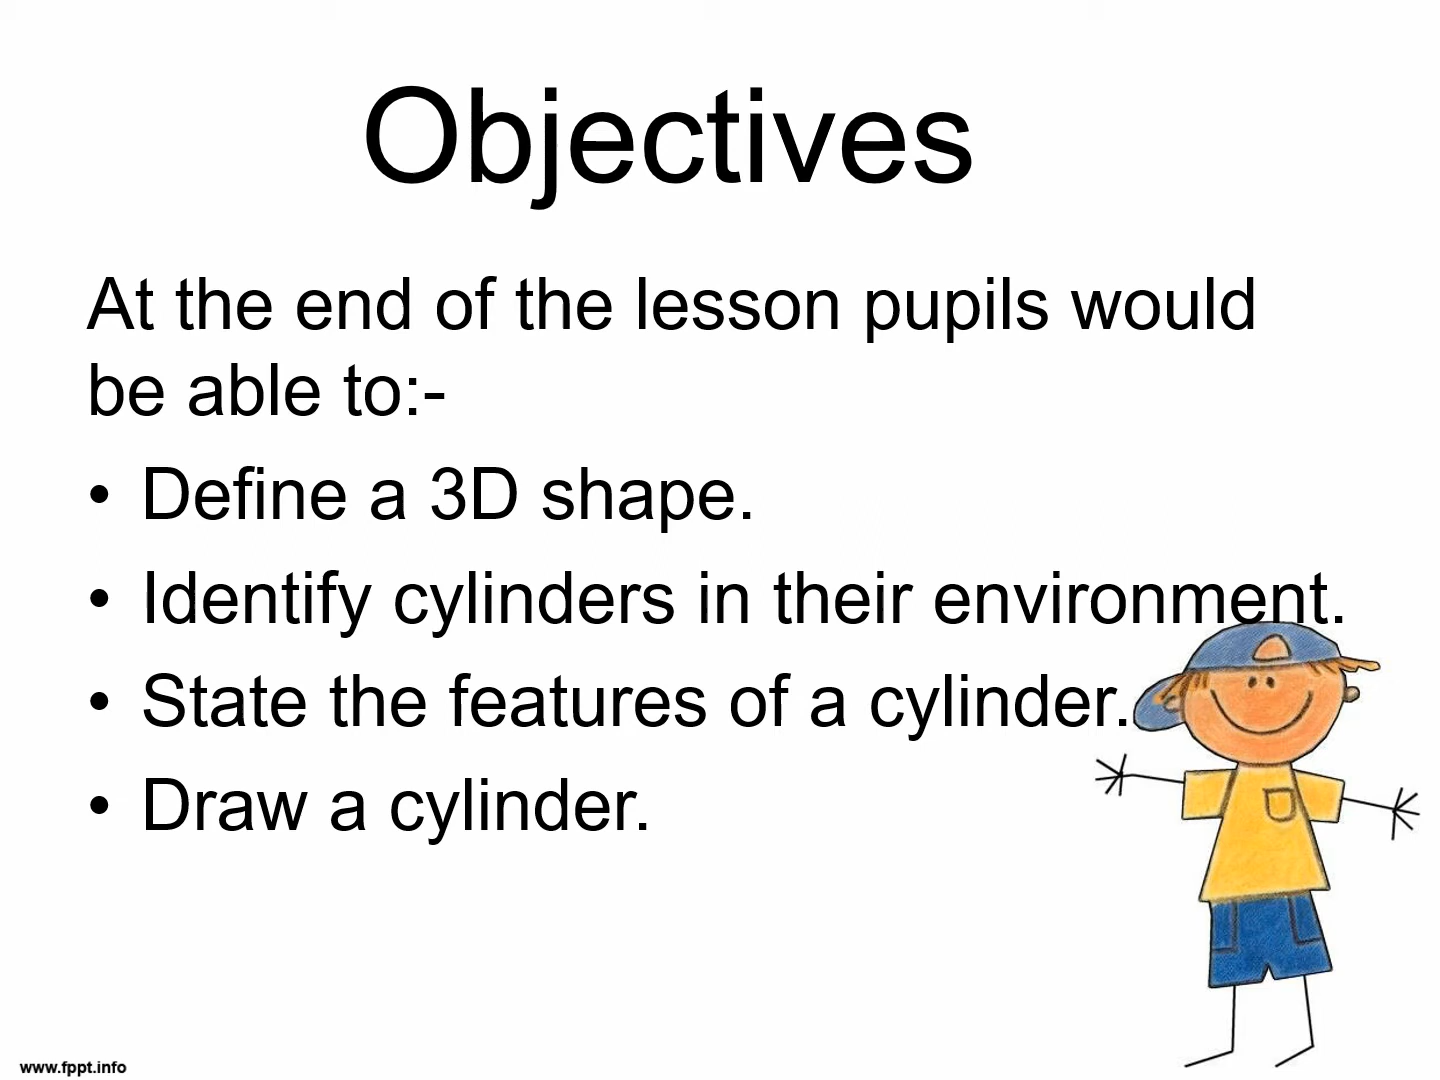 Objectives
At the end of the lesson pupils would
be able to:-
• Define a 3D shape.
• Identify cylinders in their environment.
• State the features of a cylinder.
• Draw a cylinder.
www.fppt.info